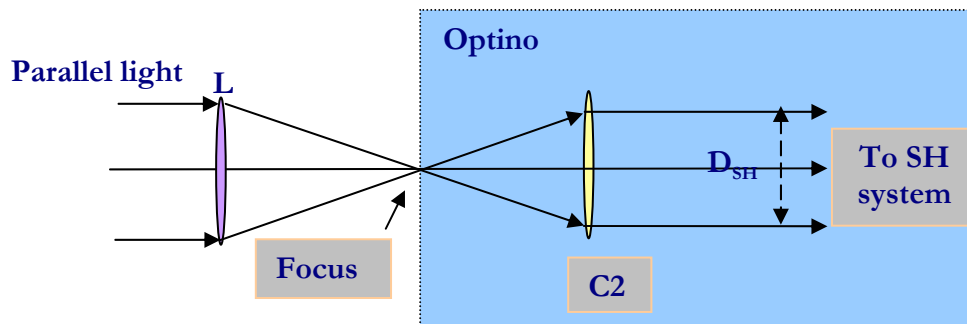 Optino
Parallel light
L
D_SH
To SH
system
Focus
C2